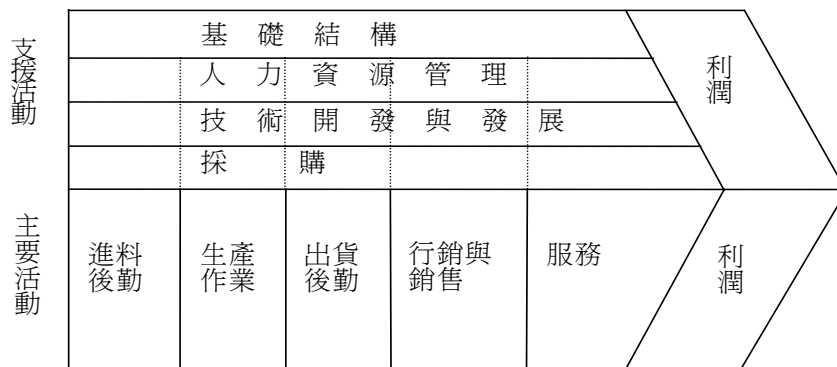 支援活動
基礎結構
人力資源管理
技術開發與發展
採購
利潤
主要活動
進料
後勤
生產
作業
出貨
後勤
行銷與
銷售
服務
利潤